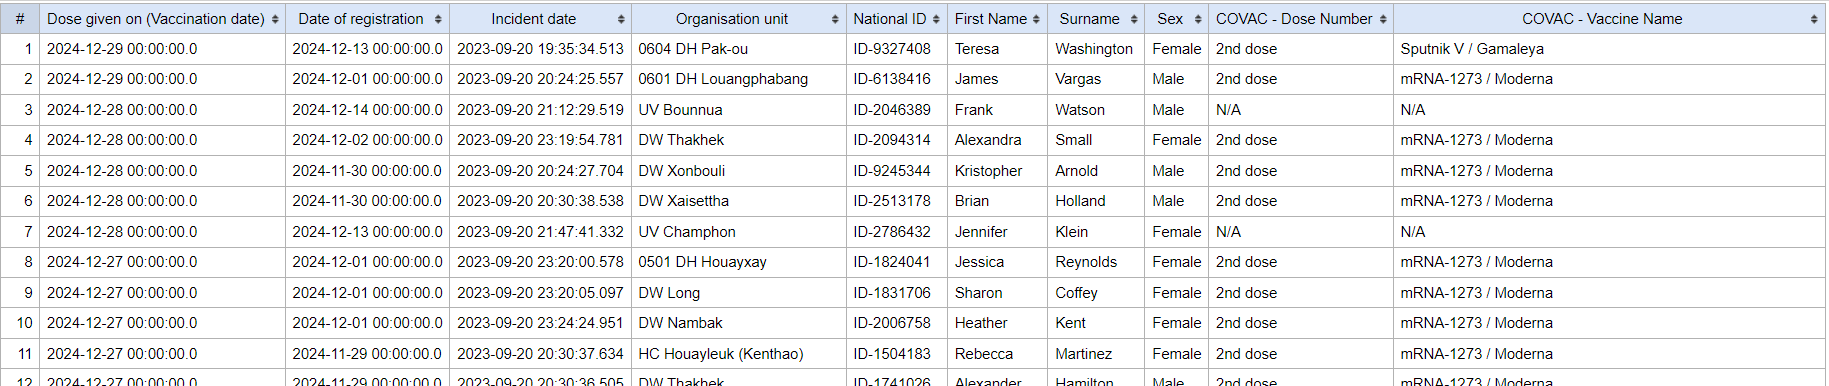 # Dose given on (Vaccination date) Date of registration Incident date Organisation unit National ID First Name Surname Sex COVAC - Dose Number COVAC - Vaccine Name
1 2024-12-29 00:00:00.0 2024-12-13 00:00:00.0 2023-09-20 19:35:34.513 0604 DH Pak-ou ID-9327408 Teresa Washington Female 2nd dose Sputnik V / Gamaleya
2 2024-12-29 00:00:00.0 2024-12-01 00:00:00.0 2023-09-20 20:24:25.557 0601 DH Louangphabang ID-6138416 James Vargas Male 2nd dose mRNA-1273 / Moderna
3 2024-12-28 00:00:00.0 2024-12-14 00:00:00.0 2023-09-20 21:12:29.519 UV Bounnua ID-2046389 Frank Watson Male N/A N/A
4 2024-12-28 00:00:00.0 2024-12-02 00:00:00.0 2023-09-20 23:19:54.781 DW Thakhek ID-2094314 Alexandra Small Female 2nd dose mRNA-1273 / Moderna
5 2024-12-28 00:00:00.0 2024-11-30 00:00:00.0 2023-09-20 20:24:27.704 DW Xonbouli ID-9245344 Kristopher Arnold Male 2nd dose mRNA-1273 / Moderna
6 2024-12-28 00:00:00.0 2024-11-30 00:00:00.0 2023-09-20 20:30:38.538 DW Xaisettha ID-2513178 Brian Holland Male 2nd dose mRNA-1273 / Moderna
7 2024-12-28 00:00:00.0 2024-12-13 00:00:00.0 2023-09-20 21:47:41.332 UV Champhon ID-2786432 Jennifer Klein Female N/A N/A
8 2024-12-27 00:00:00.0 2024-12-01 00:00:00.0 2023-09-20 23:20:00.578 0501 DH Houayxay ID-1824041 Jessica Reynolds Female 2nd dose mRNA-1273 / Moderna
9 2024-12-27 00:00:00.0 2024-12-01 00:00:00.0 2023-09-20 23:20:05.097 DW Long ID-1831706 Sharon Coffey Female 2nd dose mRNA-1273 / Moderna
10 2024-12-27 00:00:00.0 2024-12-01 00:00:00.0 2023-09-20 23:24:24.951 DW Nambak ID-2006758 Heather Kent Female 2nd dose mRNA-1273 / Moderna
11 2024-12-27 00:00:00.0 2024-11-29 00:00:00.0 2023-09-20 20:30:37.634 HC Houayleuk (Kenthao) ID-1504183 Rebecca Martinez Female 2nd dose mRNA-1273 / Moderna
12 2024-12-27 00:00:00.0 2024-11-29 00:00:00.0 2023-09-20 20:30:36.505 DW Thakhek ID-1741026 Alexander Hamilton Male 2nd dose mRNA-1273 / Moderna